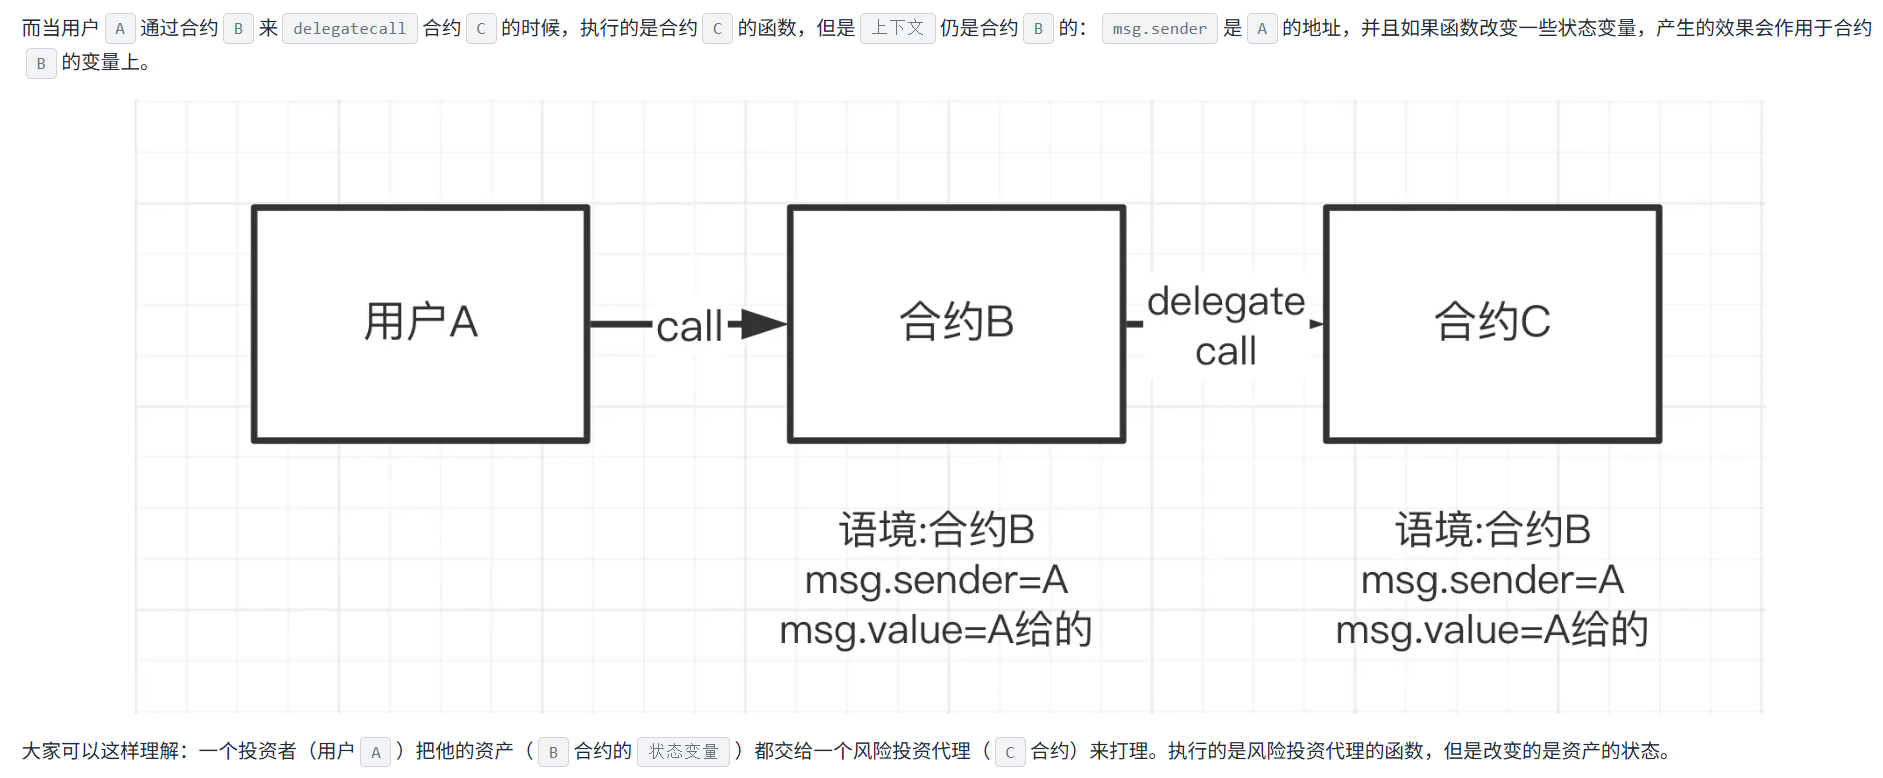 而当用户 A 通过合约 B 来 delegatecall 合约 C 的时候，执行的是合约 C 的函数，但是 上下文 仍是合约 B 的： msg.sender 是 A 的地址，并且如果函数改变一些状态变量，产生的效果会作用于合约
B 的变量上。
用户A
call
合约B
delegate
call
合约C
语境:合约B
msg.sender=A
msg.value=A给的
语境:合约B
msg.sender=A
msg.value=A给的
大家可以这样理解：一个投资者（用户 A ）把他的资产（ B 合约的 状态变量 ）都交给一个风险投资代理（ C 合约）来打理。执行的是风险投资代理的函数，但是改变的是资产的状态。